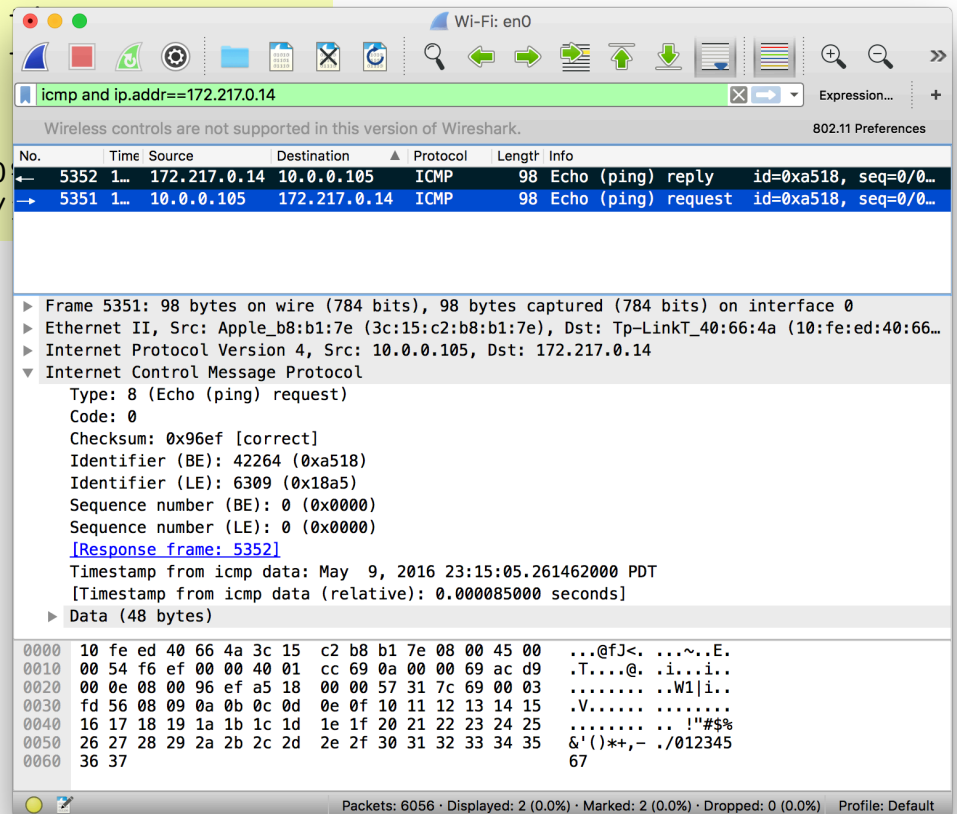 Wi-Fi: en0
icmp and ip.addr==172.217.0.14 Expression... +
Wireless controls are not supported in this version of Wireshark. 802.11 Preferences
No. Time Source Destination Protocol Length Info
5352 1… 172.217.0.14 10.0.0.105 ICMP 98 Echo (ping) reply id=0xa518, seq=0/0…
5351 1… 10.0.0.105 172.217.0.14 ICMP 98 Echo (ping) request id=0xa518, seq=0/0…
Frame 5351: 98 bytes on wire (784 bits), 98 bytes captured (784 bits) on interface 0
Ethernet II, Src: Apple_b8:b1:7e (3c:15:c2:b8:b1:7e), Dst: Tp-LinkT_40:66:4a (10:fe:ed:40:66…
Internet Protocol Version 4, Src: 10.0.0.105, Dst: 172.217.0.14
Internet Control Message Protocol
Type: 8 (Echo (ping) request)
Code: 0
Checksum: 0x96ef [correct]
Identifier (BE): 42264 (0xa518)
Identifier (LE): 6309 (0x18a5)
Sequence number (BE): 0 (0x0000)
Sequence number (LE): 0 (0x0000)
[Response frame: 5352]
Timestamp from icmp data: May  9, 2016 23:15:05.261462000 PDT
[Timestamp from icmp data (relative): 0.000085000 seconds]
Data (48 bytes)
0000 10 fe ed 40 66 4a 3c 15 c2 b8 b1 7e 08 00 45 00 ...@fJ<. ...~..E.
0010 00 54 f6 ef 00 00 40 01 cc 69 0a 00 00 69 ac d9 .T....@. .i...i..
0020 00 0e 08 00 96 ef a5 18 00 00 57 31 7c 69 00 03 ........ ..W1|i..
0030 fd 56 08 09 0a 0b 0c 0d 0e 0f 10 11 12 13 14 15 .V...... ........
0040 16 17 18 19 1a 1b 1c 1d 1e 1f 20 21 22 23 24 25 ........ .. !"#$%
0050 26 27 28 29 2a 2b 2c 2d 2e 2f 30 31 32 33 34 35 &'()*+,- ./012345
0060 36 37 67
Packets: 6056 · Displayed: 2 (0.0%) · Marked: 2 (0.0%) · Dropped: 0 (0.0%) Profile: Default